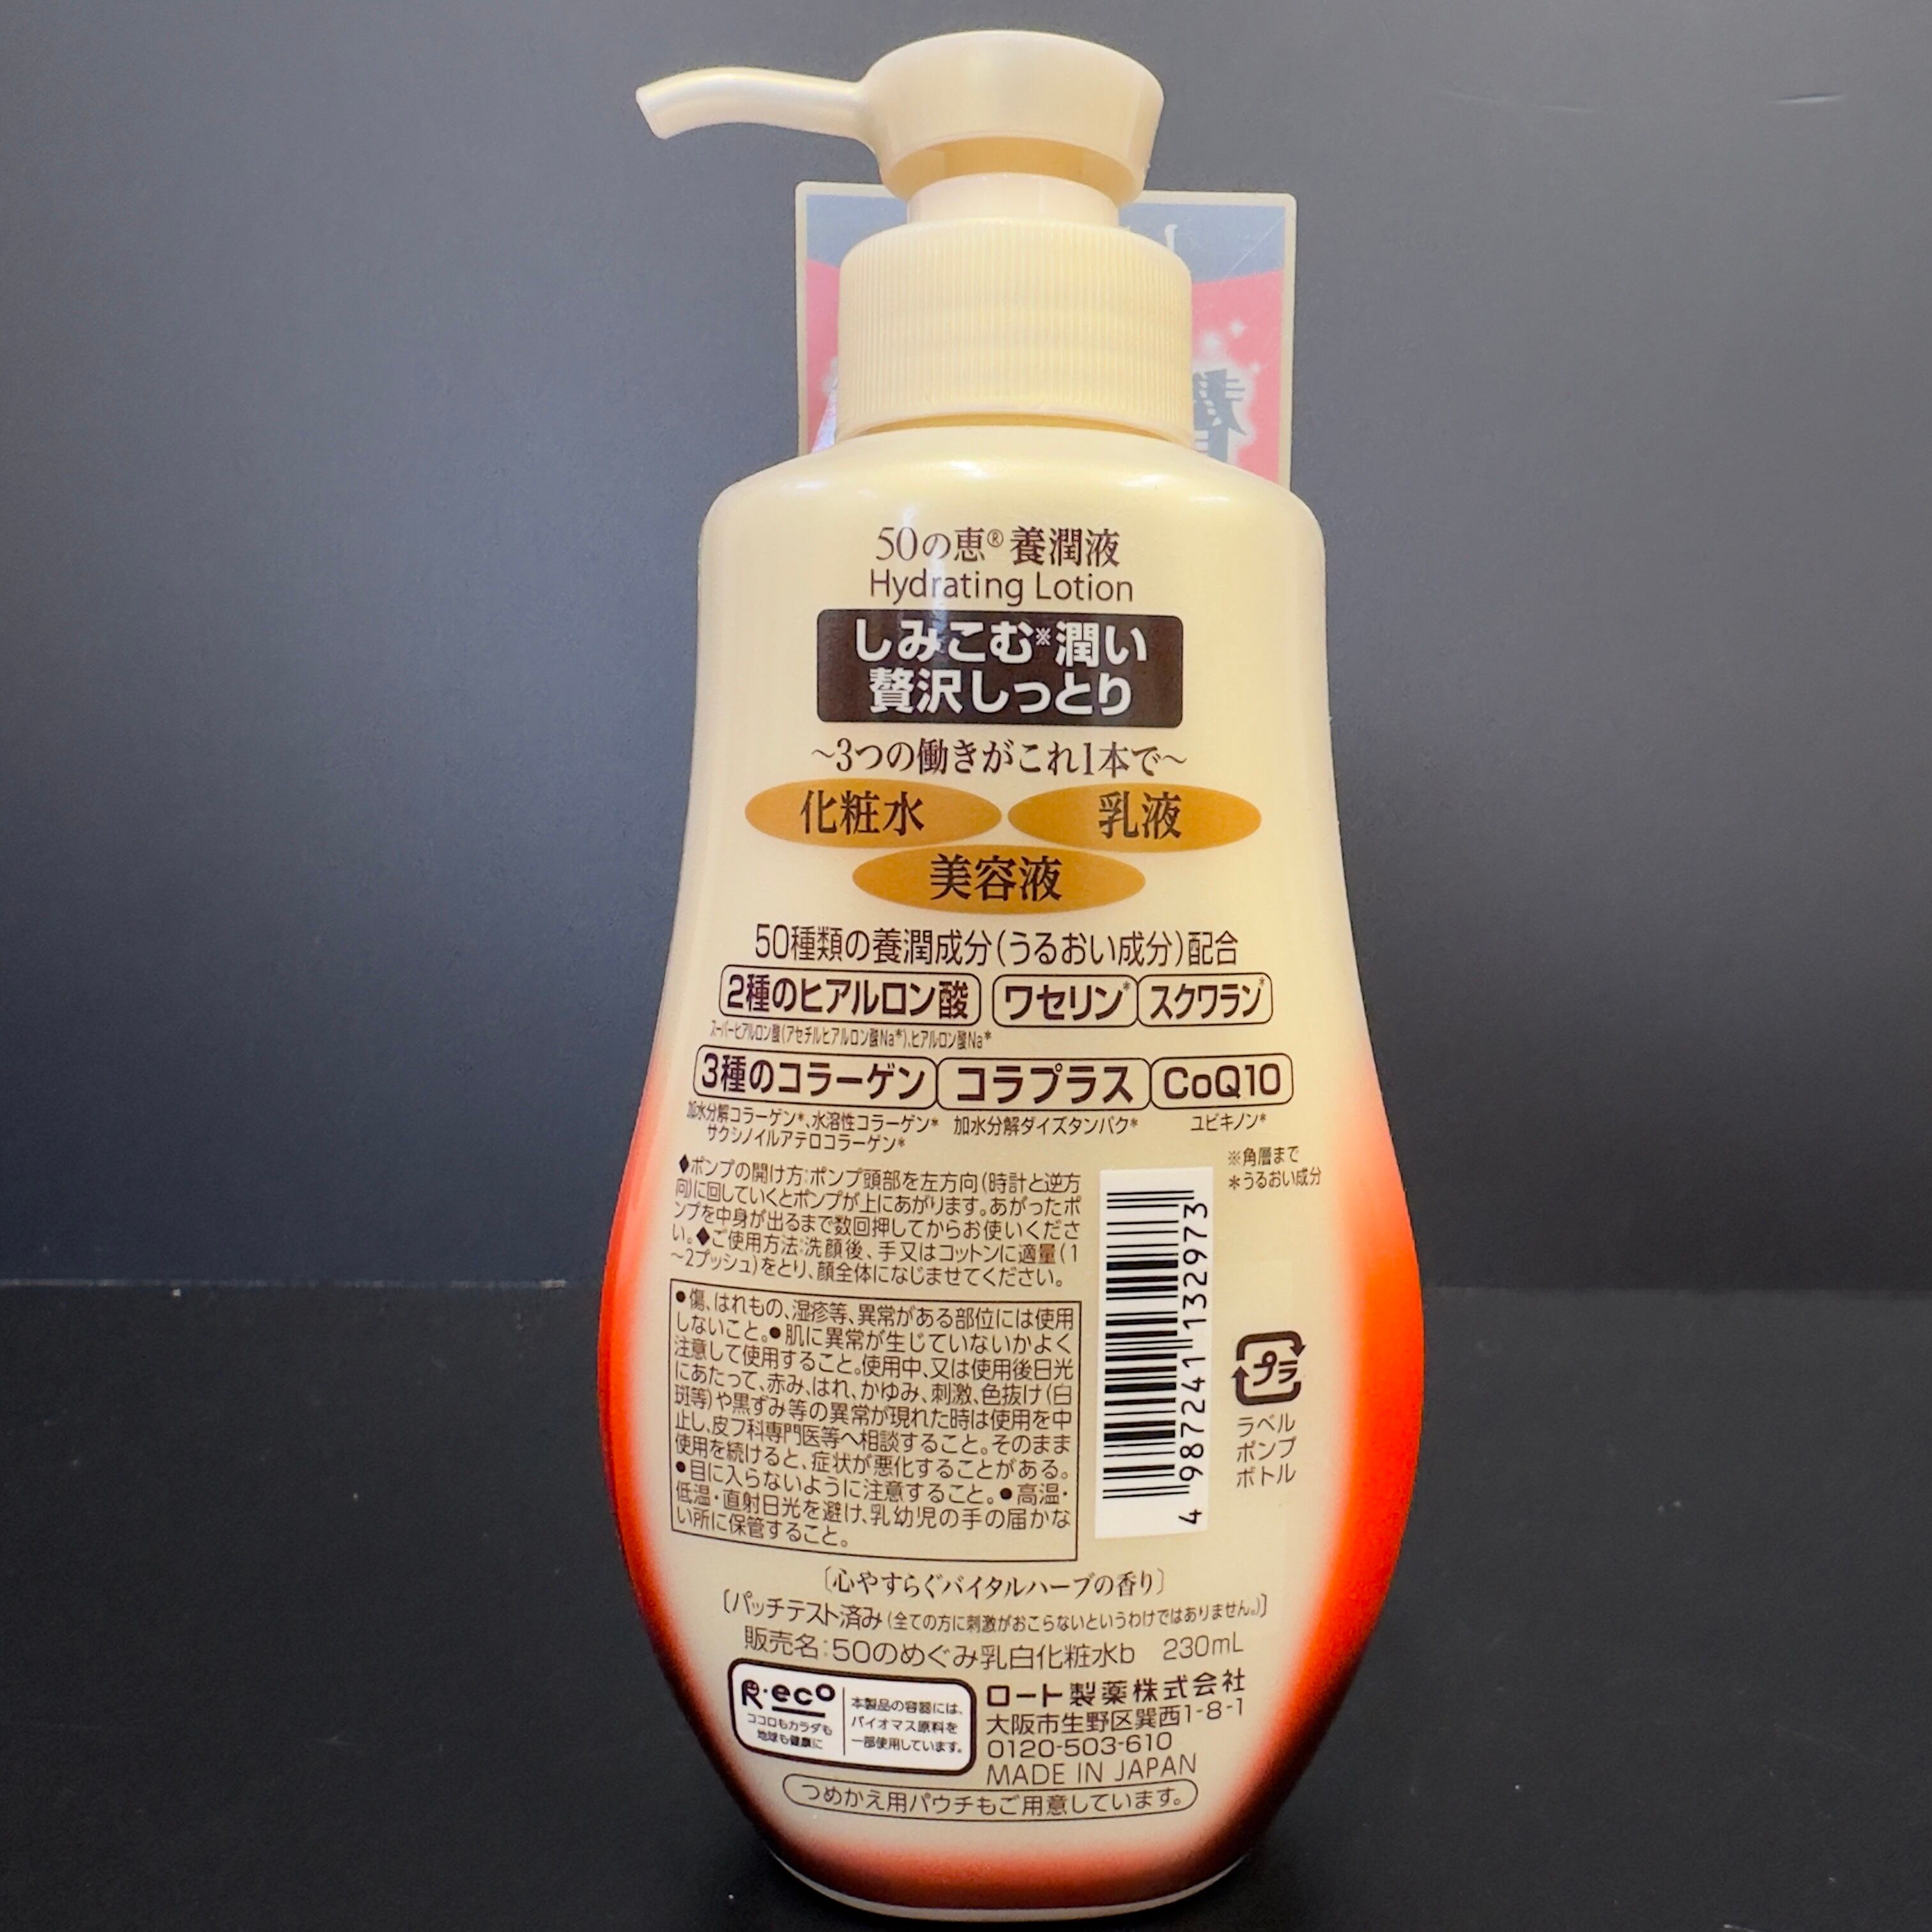 50の恵®養潤液
Hydrating Lotion
しみこむ※潤い
贅沢しっとり
～3つの働きがこれ1本で～
化粧水 乳液
美容液
50種類の養潤成分(うるおい成分)配合
2種のヒアルロン酸 ワセリン* スクワラン*
スーパーヒアルロン酸(アセチルヒアルロン酸Na*)、ヒアルロン酸Na*
3種のコラーゲン コラプラス CoQ10
加水分解コラーゲン*、水溶性コラーゲン* 加水分解ダイズタンパク* ユビキノン*
サクシノイルアテロコラーゲン*
※角層まで
*うるおい成分
◆ポンプの開け方:ポンプ頭部を左方向(時計と逆方
向)に回していくとポンプが上にあがります。あがったポ
ンプを中身が出るまで数回押してからお使いくださ
い。◆ご使用方法:洗顔後、手又はコットンに適量(1
～2プッシュ)をとり、顔全体になじませてください。
●傷、はれもの、湿疹等、異常がある部位には使用
しないこと。●肌に異常が生じていないかよく
注意して使用すること。使用中、又は使用後日光
にあたって、赤み、はれ、かゆみ、刺激、色抜け(白
斑等)や黒ずみ等の異常が現れた時は使用を中
止し、皮フ科専門医等へ相談すること。そのまま
使用を続けると、症状が悪化することがある。
●目に入らないように注意すること。●高温・
低温・直射日光を避け、乳幼児の手の届かな
い所に保管すること。
4 987241 132973
プラ
ラベル
ポンプ
ボトル
〔心やすらぐバイタルハーブの香り〕
〔パッチテスト済み(全ての方に刺激がおこらないというわけではありません。)〕
販売名:50のめぐみ乳白化粧水b 230mL
R・eco
ココロもカラダも
地球も健康に
本製品の容器には、
バイオマス原料を
一部使用しています。
ロート製薬株式会社
大阪市生野区巽西1-8-1
0120-503-610
MADE IN JAPAN
つめかえ用パウチもご用意しています。